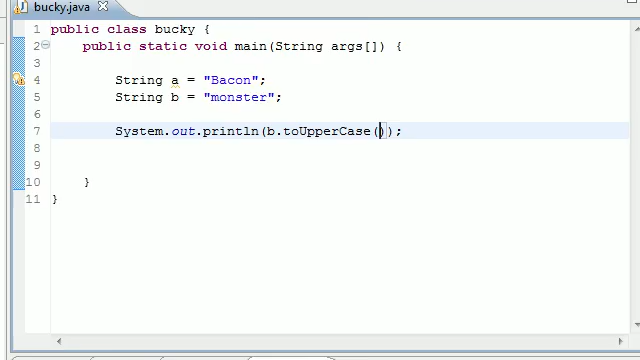 bucky.java
1 public class bucky {
2 public static void main(String args[]) {
3
4 String a = "Bacon";
5 String b = "monster";
6
7 System.out.println(b.toUpperCase());
8
9
10 }
11 }